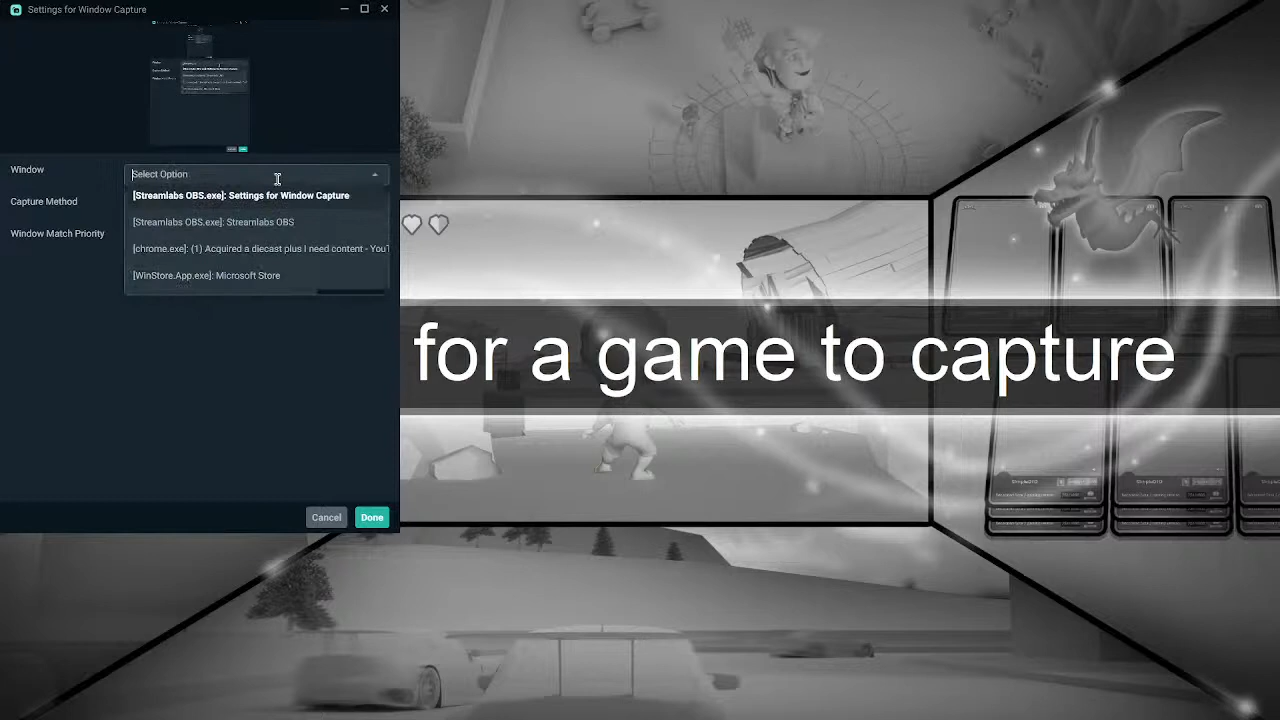 Settings for Window Capture
Window
Select Option
[Streamlabs OBS.exe]: Settings for Window Capture
Capture Method
[Streamlabs OBS.exe]: Streamlabs OBS
Window Match Priority
[chrome.exe]: (1) Acquired a diecast plus I need content - YouT
[WinStore.App.exe]: Microsoft Store
for a game to capture
Cancel
Done